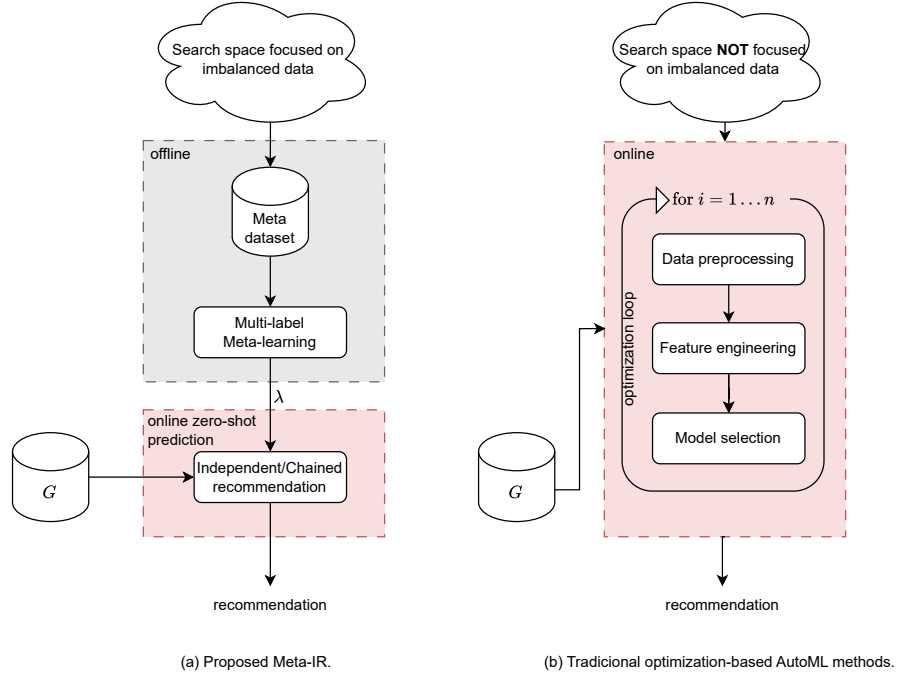 Search space focused on
imbalanced data
offline
Meta
dataset
Multi-label
Meta-learning
λ
online zero-shot
prediction
G
Independent/Chained
recommendation
recommendation
(a) Proposed Meta-IR.
Search space NOT focused
on imbalanced data
online
for i = 1 … n
optimization loop
Data preprocessing
Feature engineering
Model selection
G
recommendation
(b) Tradicional optimization-based AutoML methods.